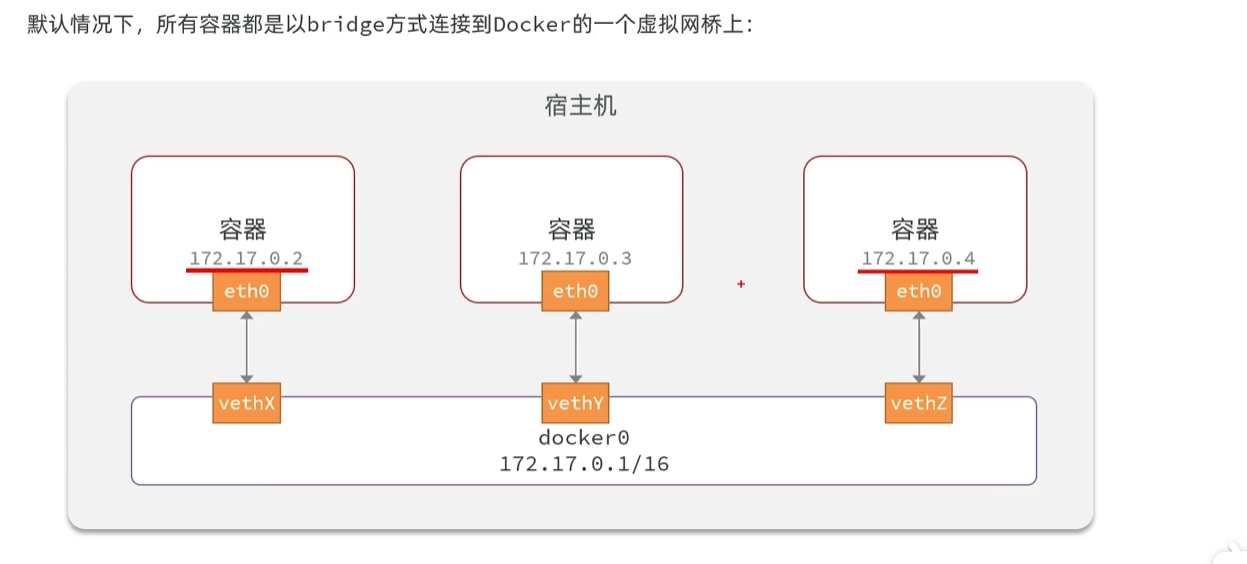 默认情况下，所有容器都是以bridge方式连接到Docker的一个虚拟网桥上：
宿主机
容器 容器 容器
172.17.0.2 172.17.0.3 172.17.0.4
eth0 eth0 eth0
vethX vethY vethZ
docker0
172.17.0.1/16